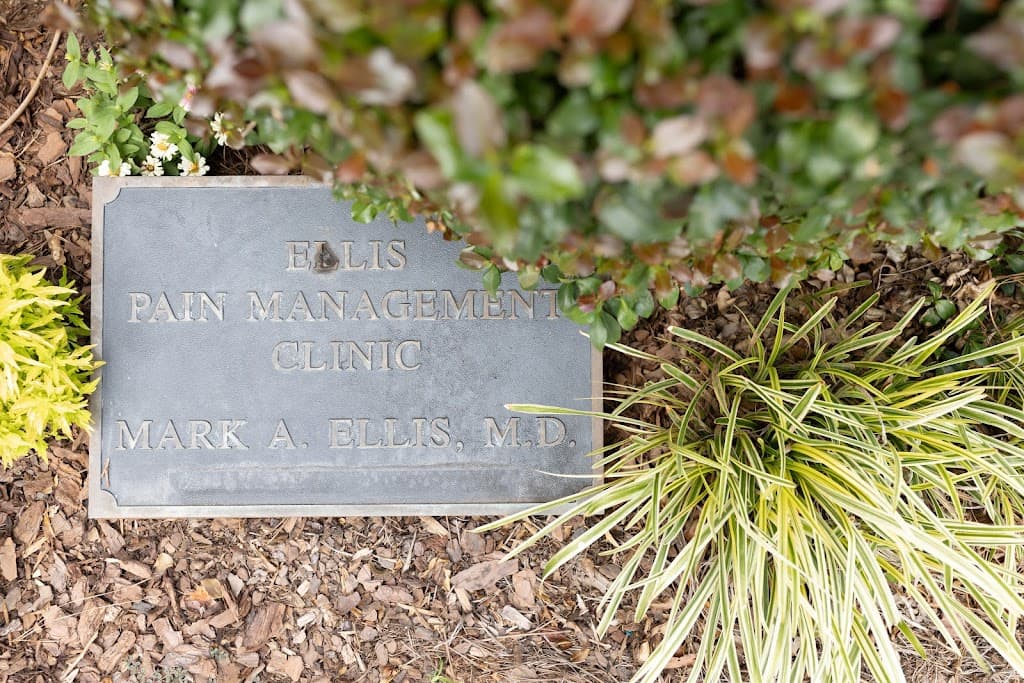 ELLIS
PAIN MANAGEMENT
CLINIC
MARK A. ELLIS, M.D.